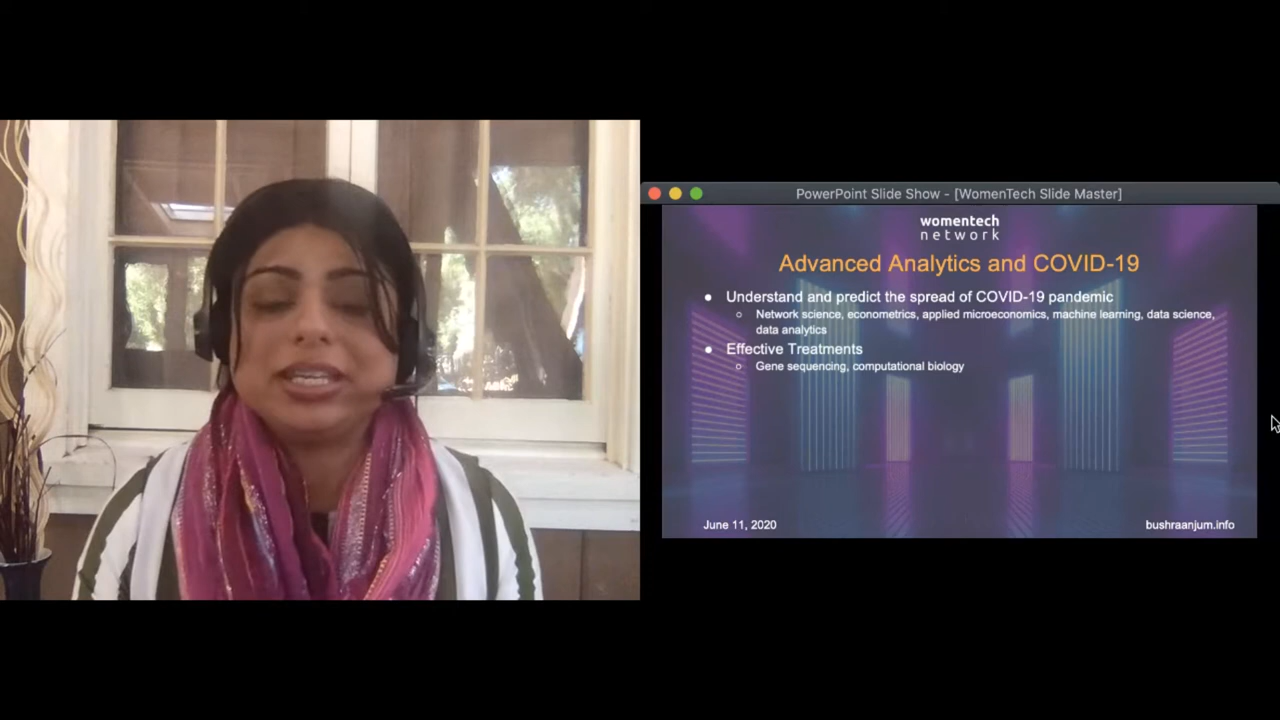 PowerPoint Slide Show - [WomenTech Slide Master]
womentech
network
Advanced Analytics and COVID-19
● Understand and predict the spread of COVID-19 pandemic
○ Network science, econometrics, applied microeconomics, machine learning, data science,
data analytics
● Effective Treatments
○ Gene sequencing, computational biology
June 11, 2020
bushraanjum.info